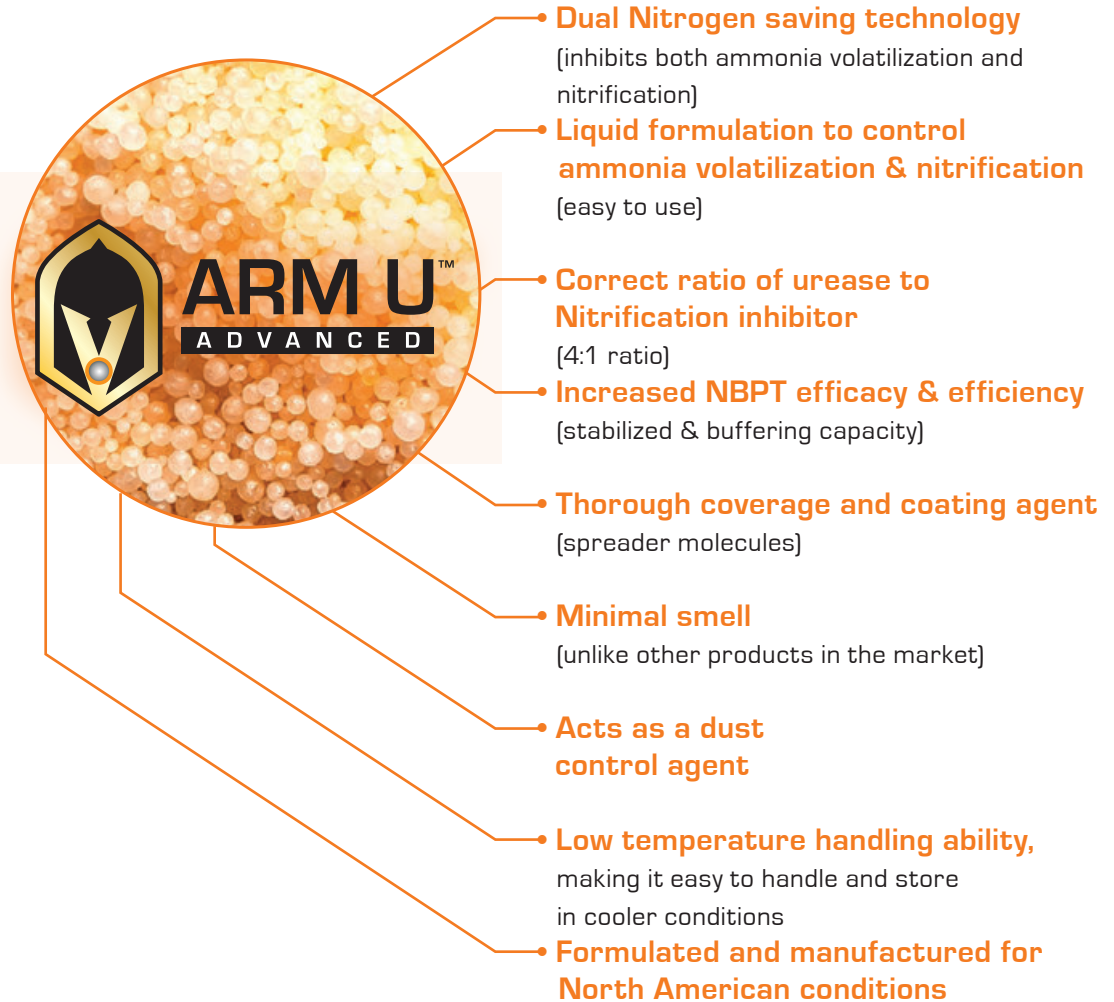 Dual Nitrogen saving technology
(inhibits both ammonia volatilization and
nitrification)
Liquid formulation to control
ammonia volatilization & nitrification
(easy to use)
ARM U™
ADVANCED
Correct ratio of urease to
Nitrification inhibitor
(4:1 ratio)
Increased NBPT efficacy & efficiency
(stabilized & buffering capacity)
Thorough coverage and coating agent
(spreader molecules)
Minimal smell
(unlike other products in the market)
Acts as a dust
control agent
Low temperature handling ability,
making it easy to handle and store
in cooler conditions
Formulated and manufactured for
North American conditions